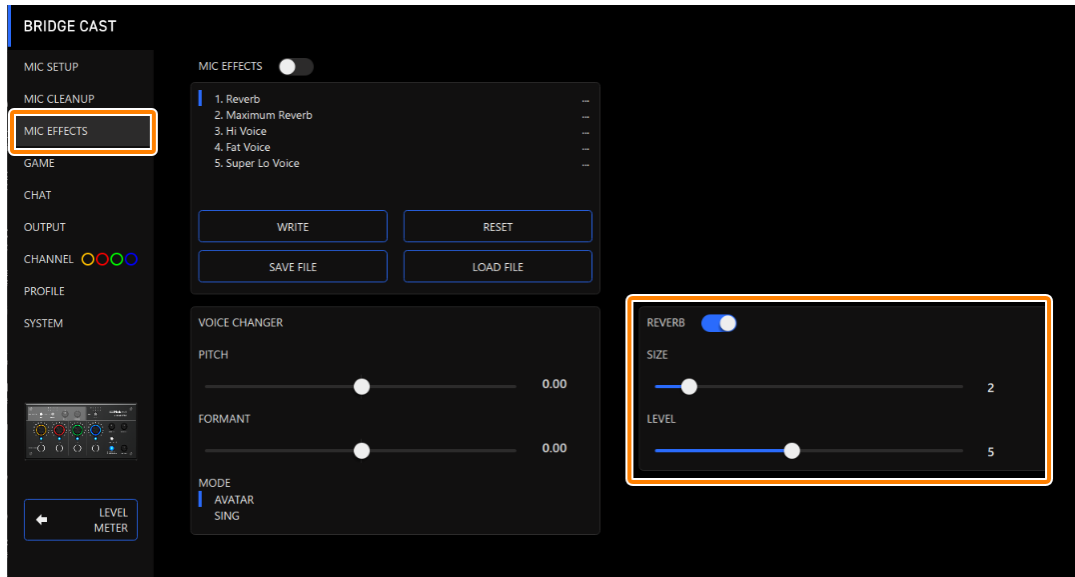 BRIDGE CAST
MIC SETUP
MIC CLEANUP
MIC EFFECTS
GAME
CHAT
OUTPUT
CHANNEL
PROFILE
SYSTEM
LEVEL
METER
MIC EFFECTS
1. Reverb --
2. Maximum Reverb --
3. Hi Voice --
4. Fat Voice --
5. Super Lo Voice --
WRITE RESET
SAVE FILE LOAD FILE
VOICE CHANGER
PITCH
0.00
FORMANT
0.00
MODE
AVATAR
SING
REVERB
SIZE
2
LEVEL
5